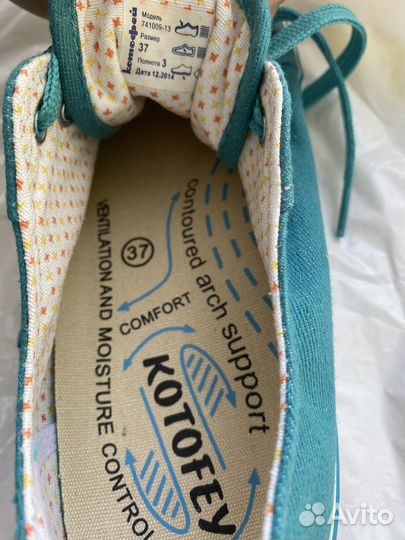 котофей
Модель
741009-13
Размер
37
Полнота 3
Дата 12.2014
37
VENTILATION AND MOISTURE CONTROL
COMFORT
contoured arch support
KOTOFEY
Avito